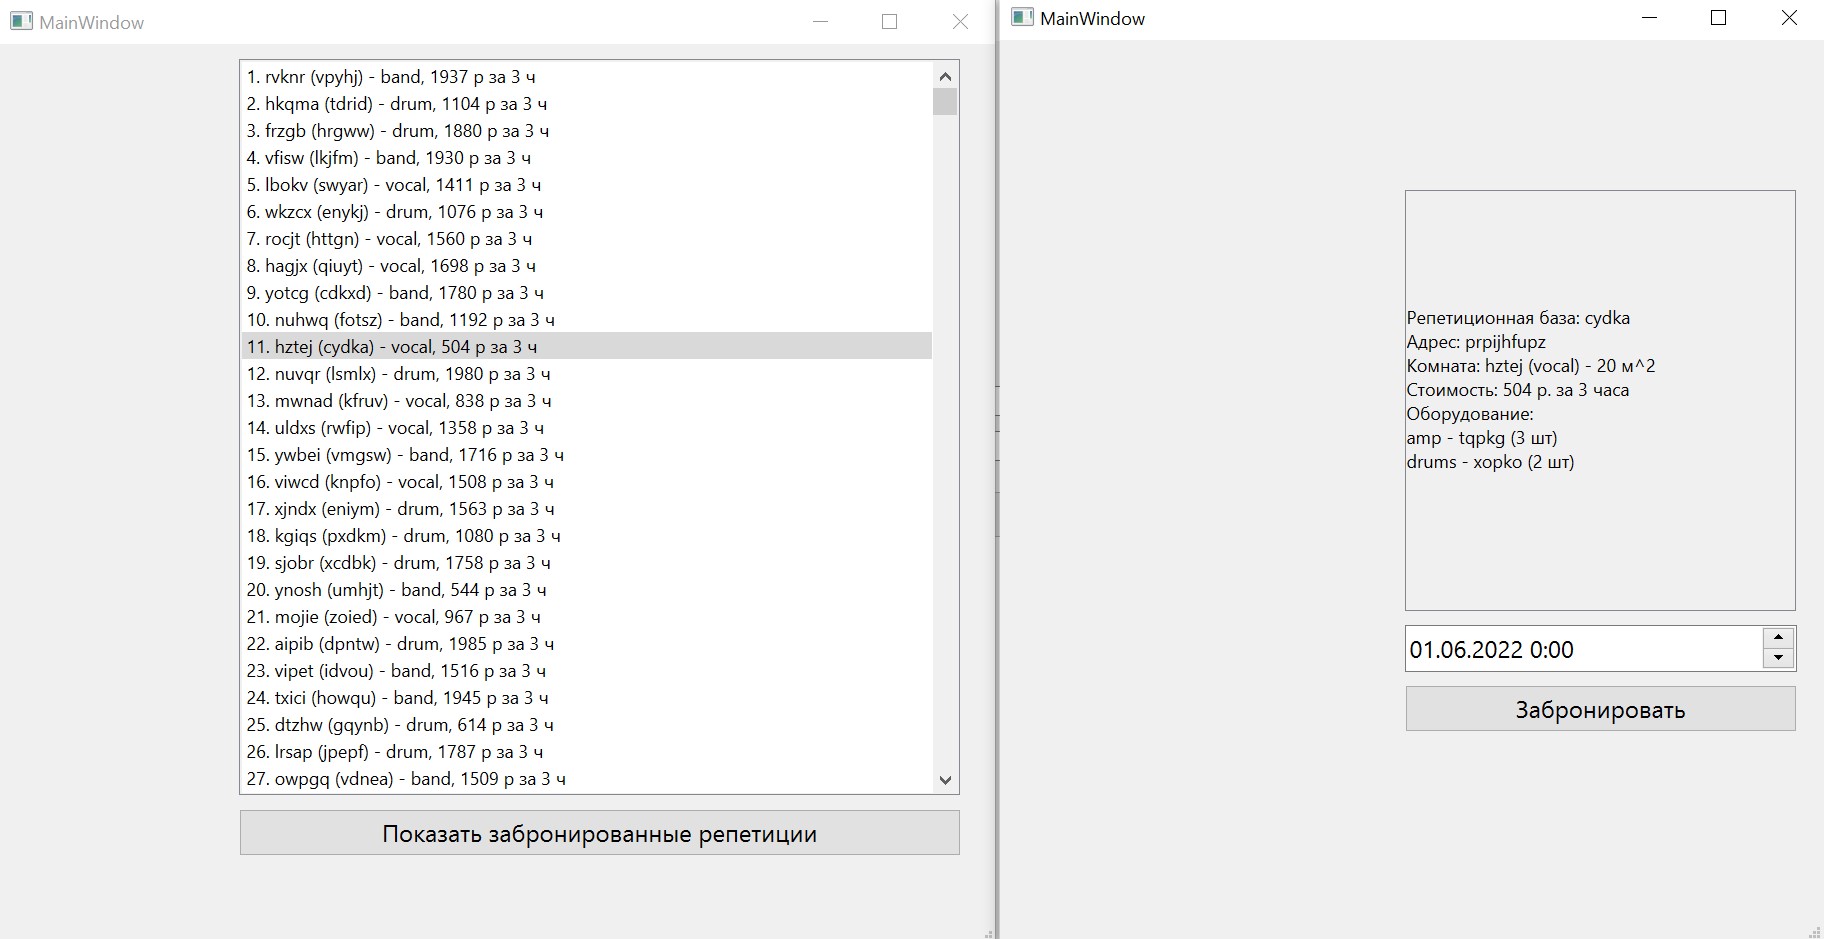 MainWindow
1. rvknr (vpyhj) - band, 1937 р за 3 ч
2. hkqma (tdrid) - drum, 1104 р за 3 ч
3. frzgb (hrgww) - drum, 1880 р за 3 ч
4. vfisw (lkjfm) - band, 1930 р за 3 ч
5. lbokv (swyar) - vocal, 1411 р за 3 ч
6. wkzcx (enykj) - drum, 1076 р за 3 ч
7. rocjt (httgn) - vocal, 1560 р за 3 ч
8. hagjx (qiuyt) - vocal, 1698 р за 3 ч
9. yotcg (cdkxd) - band, 1780 р за 3 ч
10. nuhwq (fotsz) - band, 1192 р за 3 ч
11. hztej (cydka) - vocal, 504 р за 3 ч
12. nuvqr (lsmlx) - drum, 1980 р за 3 ч
13. mwnad (kfruv) - vocal, 838 р за 3 ч
14. uldxs (rwfip) - vocal, 1358 р за 3 ч
15. ywbei (vmgsw) - band, 1716 р за 3 ч
16. viwcd (knpfo) - vocal, 1508 р за 3 ч
17. xjndx (eniym) - drum, 1563 р за 3 ч
18. kgiqs (pxdkm) - drum, 1080 р за 3 ч
19. sjobr (xcdbk) - drum, 1758 р за 3 ч
20. ynosh (umhjt) - band, 544 р за 3 ч
21. mojie (zoied) - vocal, 967 р за 3 ч
22. aipib (dpntw) - drum, 1985 р за 3 ч
23. vipet (idvou) - band, 1516 р за 3 ч
24. txici (howqu) - band, 1945 р за 3 ч
25. dtzhw (gqynb) - drum, 614 р за 3 ч
26. lrsap (jpepf) - drum, 1787 р за 3 ч
27. owpgq (vdnea) - band, 1509 р за 3 ч
Показать забронированные репетиции
MainWindow
Репетиционная база: cydka
Адрес: prpijhfupz
Комната: hztej (vocal) - 20 м^2
Стоимость: 504 р. за 3 часа
Оборудование:
amp - tqpkg (3 шт)
drums - xopko (2 шт)
01.06.2022 0:00
Забронировать